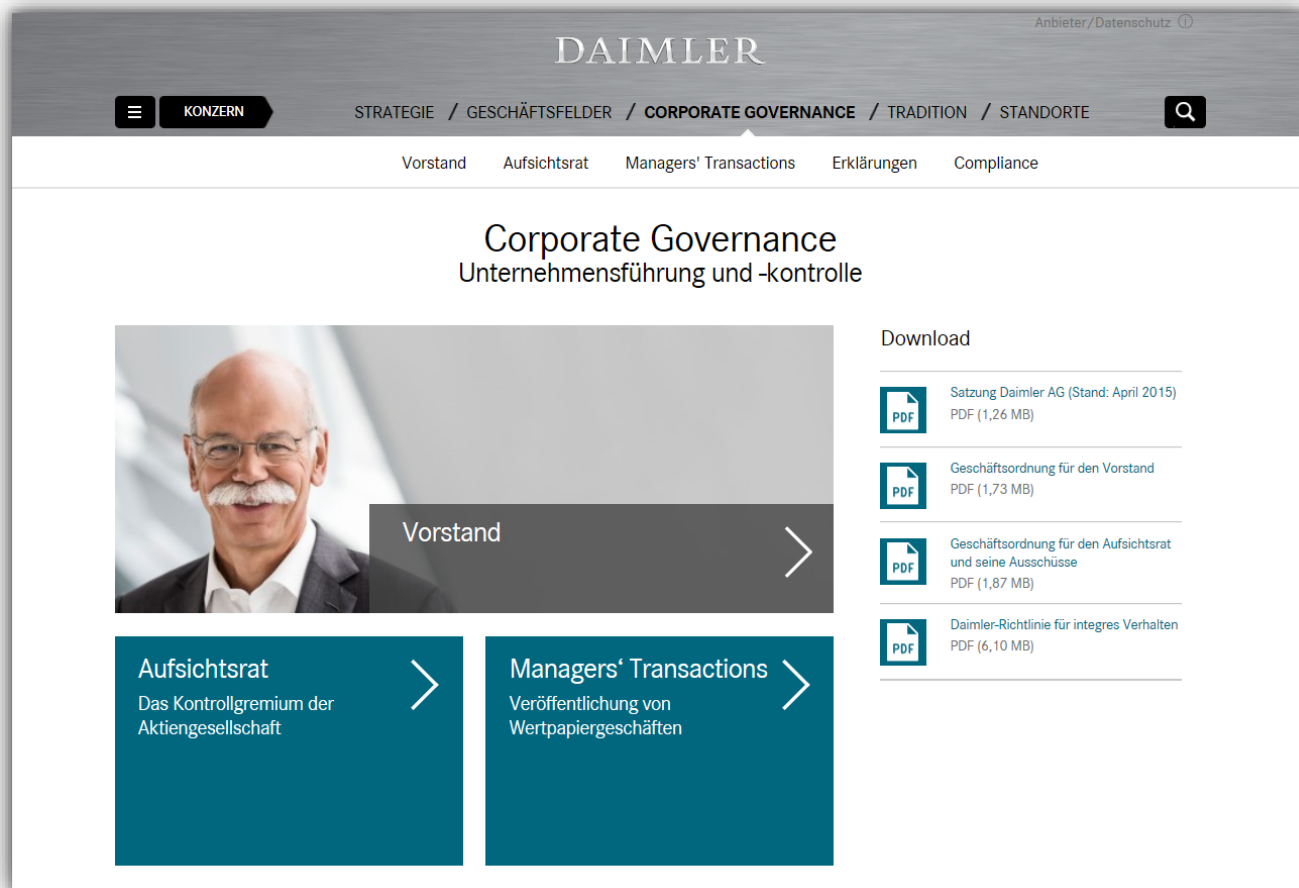 Anbieter/Datenschutz
DAIMLER
KONZERN
STRATEGIE / GESCHÄFTSFELDER / CORPORATE GOVERNANCE / TRADITION / STANDORTE
Vorstand Aufsichtsrat Managers' Transactions Erklärungen Compliance
Corporate Governance
Unternehmensführung und -kontrolle
Vorstand
Aufsichtsrat
Das Kontrollgremium der
Aktiengesellschaft
Managers‘ Transactions
Veröffentlichung von
Wertpapiergeschäften
Download
PDF
Satzung Daimler AG (Stand: April 2015)
PDF (1,26 MB)
PDF
Geschäftsordnung für den Vorstand
PDF (1,73 MB)
PDF
Geschäftsordnung für den Aufsichtsrat
und seine Ausschüsse
PDF (1,87 MB)
PDF
Daimler-Richtlinie für integres Verhalten
PDF (6,10 MB)